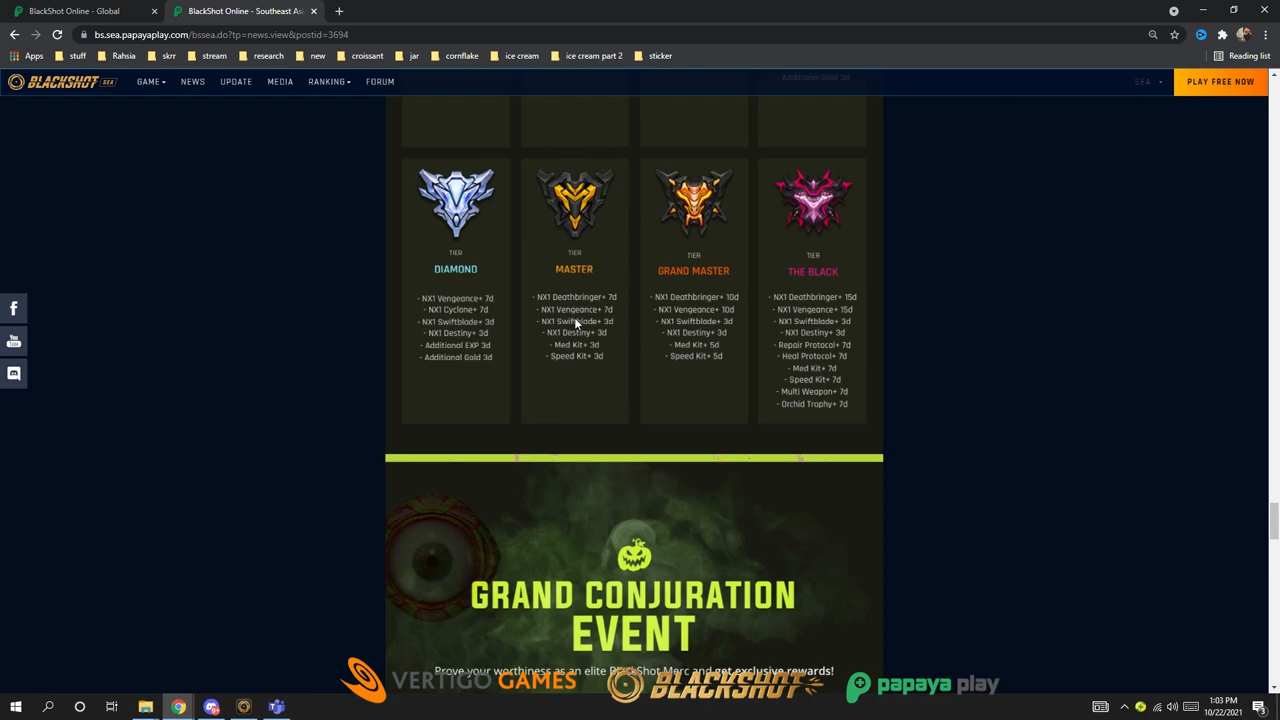 BlackShot Online - Global
BlackShot Online - Southeast As
bs.sea.papayaplay.com/bssea.do?tp=news.view&postid=3694
Apps stuff Rahsia skrr stream research new croissant jar cornflake ice cream ice cream part 2 sticker Reading list
BLACKSHOT SEA GAME NEWS UPDATE MEDIA RANKING FORUM SEA PLAY FREE NOW
- Additional Gold 3d
TIER
DIAMOND
- NX1 Vengeance+ 7d
- NX1 Cyclone+ 7d
- NX1 Swiftblade+ 3d
- NX1 Destiny+ 3d
- Additional EXP 3d
- Additional Gold 3d
TIER
MASTER
- NX1 Deathbringer+ 7d
- NX1 Vengeance+ 7d
- NX1 Swiftblade+ 3d
- NX1 Destiny+ 3d
- Med Kit+ 3d
- Speed Kit+ 3d
TIER
GRAND MASTER
- NX1 Deathbringer+ 10d
- NX1 Vengeance+ 10d
- NX1 Swiftblade+ 3d
- NX1 Destiny+ 3d
- Med Kit+ 5d
- Speed Kit+ 5d
TIER
THE BLACK
- NX1 Deathbringer+ 15d
- NX1 Vengeance+ 15d
- NX1 Swiftblade+ 3d
- NX1 Destiny+ 3d
- Repair Protocol+ 7d
- Heal Protocol+ 7d
- Med Kit+ 7d
- Speed Kit+ 7d
- Multi Weapon+ 7d
- Orchid Trophy+ 7d
GRAND CONJURATION
EVENT
Prove your worthiness as an elite BlackShot Merc and get exclusive rewards!
VERTIGO GAMES BLACKSHOT papaya play
1:03 PM
10/22/2021
3